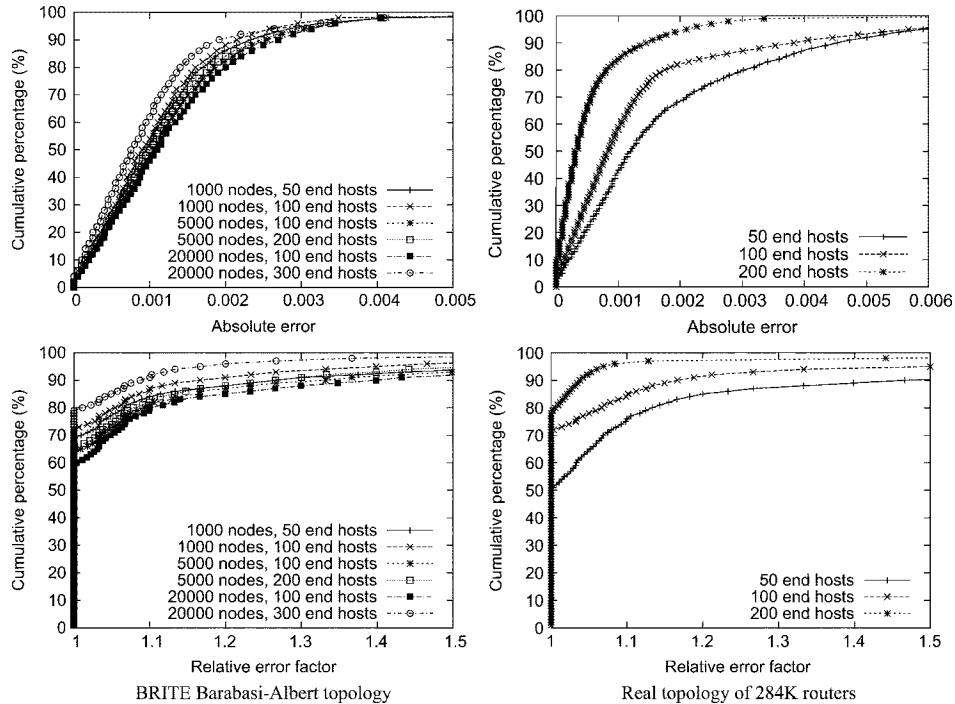 Cumulative percentage (%)
100
90
80
70
60
50
40
30
20
10
0
1000 nodes, 50 end hosts
1000 nodes, 100 end hosts
5000 nodes, 100 end hosts
5000 nodes, 200 end hosts
20000 nodes, 100 end hosts
20000 nodes, 300 end hosts
0 0.001 0.002 0.003 0.004 0.005
Absolute error
Cumulative percentage (%)
100
90
80
70
60
50
40
30
20
10
0
50 end hosts
100 end hosts
200 end hosts
0 0.001 0.002 0.003 0.004 0.005 0.006
Absolute error
Cumulative percentage (%)
100
90
80
70
60
50
40
30
20
10
0
1000 nodes, 50 end hosts
1000 nodes, 100 end hosts
5000 nodes, 100 end hosts
5000 nodes, 200 end hosts
20000 nodes, 100 end hosts
20000 nodes, 300 end hosts
1 1.1 1.2 1.3 1.4 1.5
Relative error factor
BRITE Barabasi-Albert topology
Cumulative percentage (%)
100
90
80
70
60
50
40
30
20
10
0
50 end hosts
100 end hosts
200 end hosts
1 1.1 1.2 1.3 1.4 1.5
Relative error factor
Real topology of 284K routers